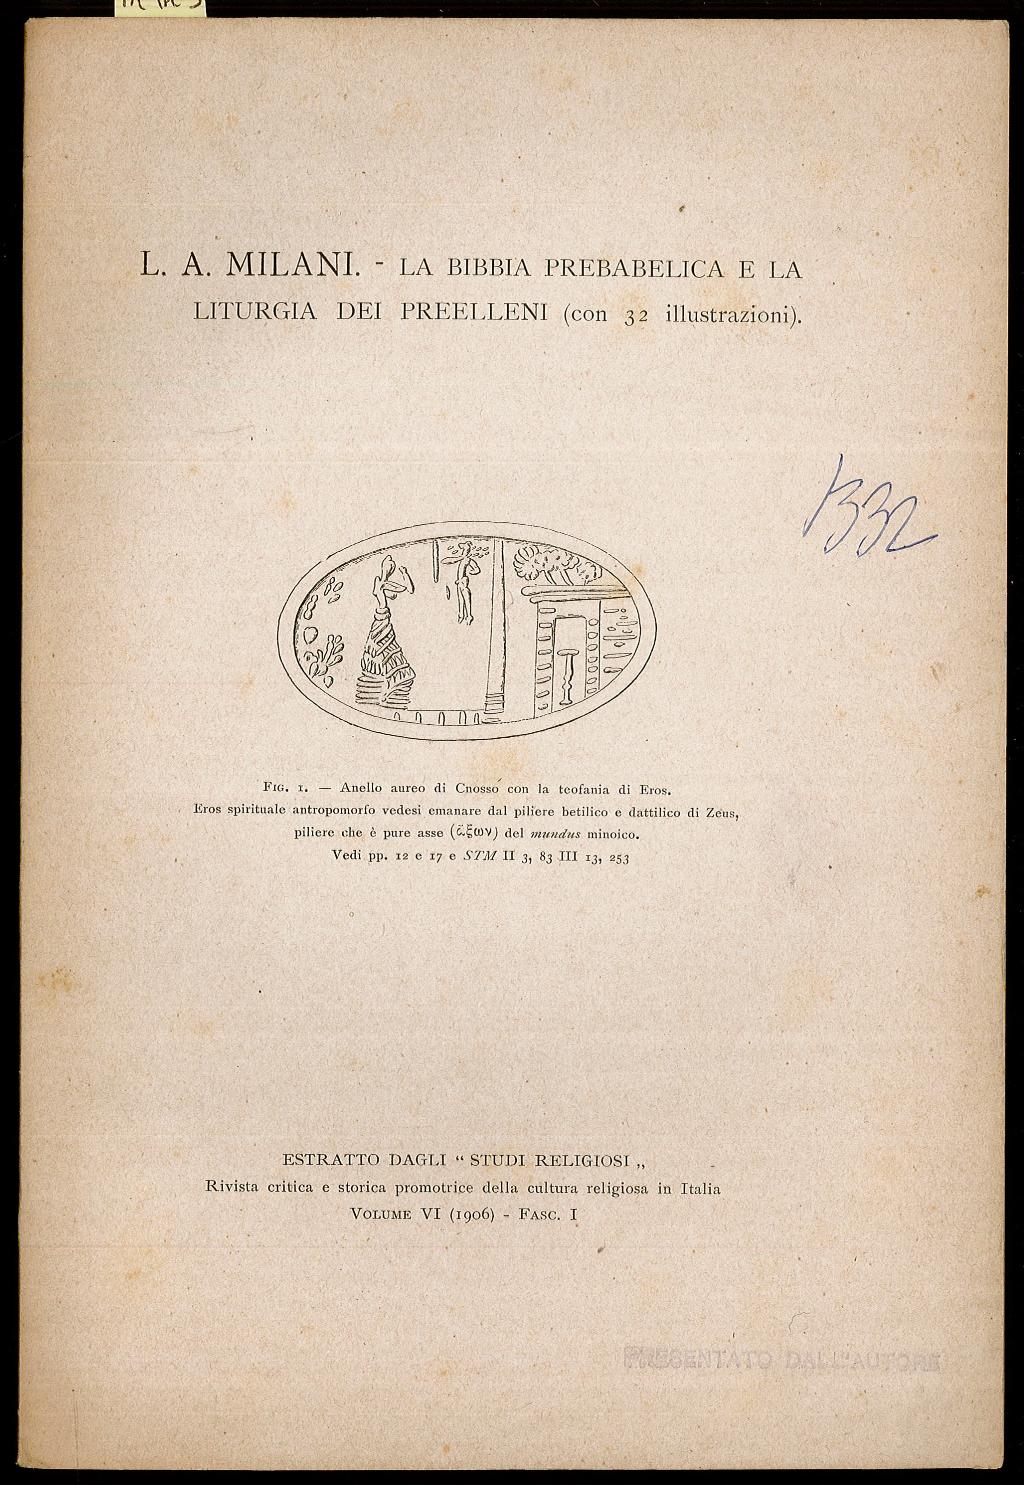 L. A. MILANI. - LA BIBBIA PREBABELICA E LA
LITURGIA DEI PREELLENI (con 32 illustrazioni).
1332
FIG. 1. — Anello aureo di Cnosso con la teofania di Eros.
Eros spirituale antropomorfo vedesi emanare dal piliere betilico e dattilico di Zeus,
piliere che è pure asse (ἄξων) del mundus minoico.
Vedi pp. 12 e 17 e STM II 3, 83 III 13, 253
ESTRATTO DAGLI “ STUDI RELIGIOSI „
Rivista critica e storica promotrice della cultura religiosa in Italia
VOLUME VI (1906) - FASC. I
PRESENTATO DALL'AUTORE